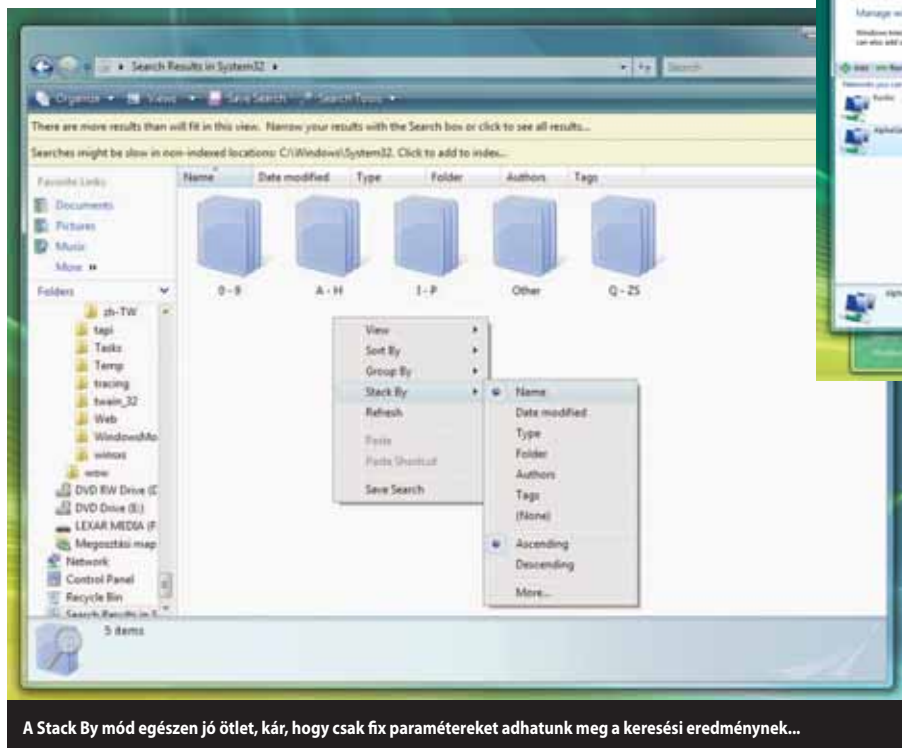 Search Results in System32
Search
Organize Views Save Search Search Tools
There are more results than will fit in this view. Narrow your results with the Search box or click to see all results...
Searches might be slow in non-indexed locations: C:\Windows\System32. Click to add to index...
Favorite Links
Documents
Pictures
Music
More »
Folders
zh-TW
tapi
Tasks
Temp
tracing
twain_32
Web
WindowsMo
winsxs
wow
DVD RW Drive (D
DVD Drive (E:)
LEXAR MEDIA (F
Megosztási map
Network
Control Panel
Recycle Bin
Search Results in S
Name Date modified Type Folder Authors Tags
0 - 9 A - H I - P Other Q - ZS
View
Sort By
Group By
Stack By
Refresh
Paste
Paste Shortcut
Save Search
Name
Date modified
Type
Folder
Authors
Tags
(None)
Ascending
Descending
More...
5 items
Manage wi
A Stack By mód egészen jó ötlet, kár, hogy csak fix paramétereket adhatunk meg a keresési eredménynek...